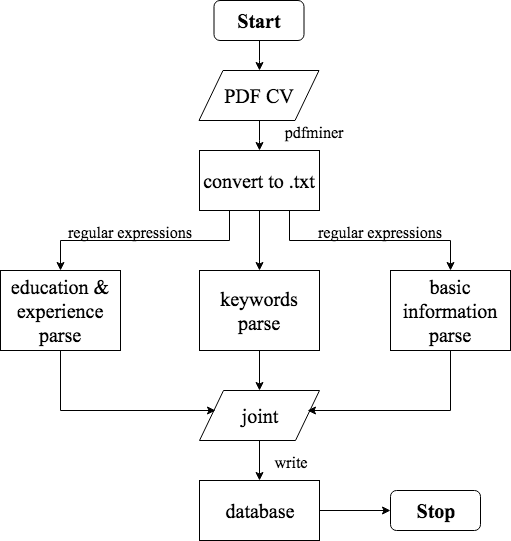 Start
PDF CV
pdfminer
convert to .txt
regular expressions
regular expressions
education &
experience
parse
keywords
parse
basic
information
parse
joint
write
database
Stop